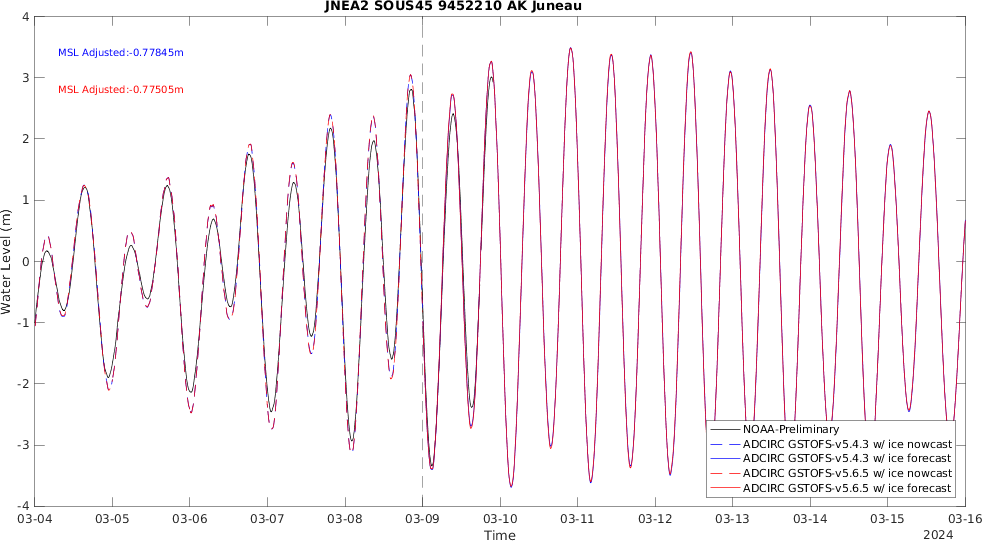 JNEA2 SOUS45 9452210 AK Juneau
4
MSL Adjusted:-0.77845m
3
MSL Adjusted:-0.77505m
2
1
0
-1
-2
-3
-4
Water Level (m)
NOAA-Preliminary
ADCIRC GSTOFS-v5.4.3 w/ ice nowcast
ADCIRC GSTOFS-v5.4.3 w/ ice forecast
ADCIRC GSTOFS-v5.6.5 w/ ice nowcast
ADCIRC GSTOFS-v5.6.5 w/ ice forecast
03-04 03-05 03-06 03-07 03-08 03-09 03-10 03-11 03-12 03-13 03-14 03-15 03-16
Time
2024